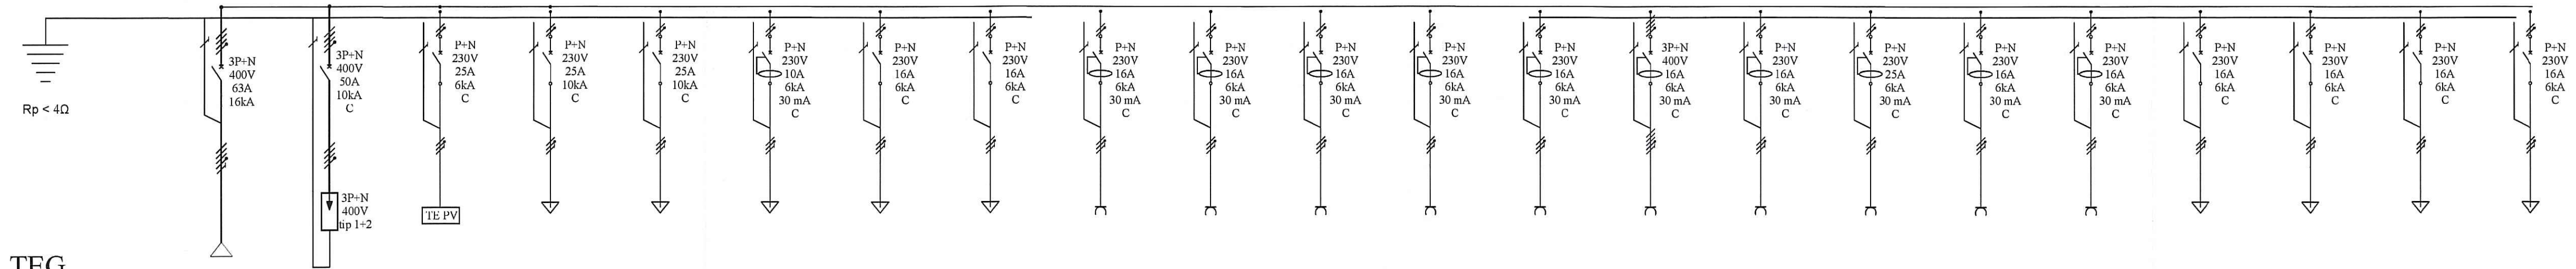 Rp < 4Ω
TEG
3P+N
400V
63A
16kA
3P+N
400V
50A
10kA
C
3P+N
400V
tip 1+2
P+N
230V
25A
6kA
C
TE PV
P+N
230V
25A
10kA
C
P+N
230V
25A
10kA
C
P+N
230V
10A
6kA
30 mA
C
P+N
230V
16A
6kA
C
P+N
230V
16A
6kA
C
P+N
230V
16A
6kA
30 mA
C
P+N
230V
16A
6kA
30 mA
C
P+N
230V
16A
6kA
30 mA
C
P+N
230V
16A
6kA
30 mA
C
P+N
230V
16A
6kA
30 mA
C
3P+N
400V
16A
6kA
30 mA
C
P+N
230V
16A
6kA
30 mA
C
P+N
230V
25A
6kA
30 mA
C
P+N
230V
16A
6kA
30 mA
C
P+N
230V
16A
6kA
30 mA
C
P+N
230V
16A
6kA
C
P+N
230V
16A
6kA
C
P+N
230V
16A
6kA
C
P+N
230V
16A
6kA
C